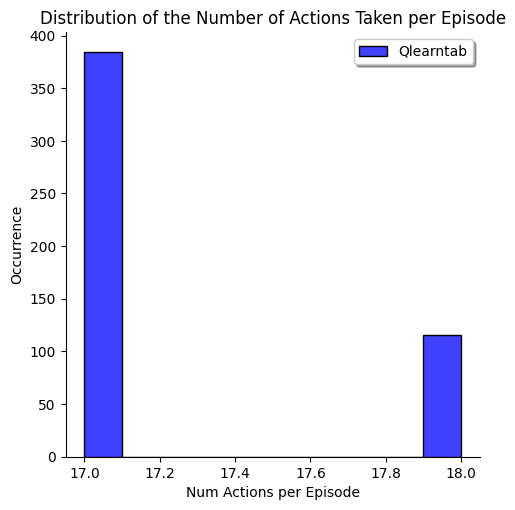 Distribution of the Number of Actions Taken per Episode
Qlearntab
400
350
300
250
200
150
100
50
0
Occurrence
17.0 17.2 17.4 17.6 17.8 18.0
Num Actions per Episode